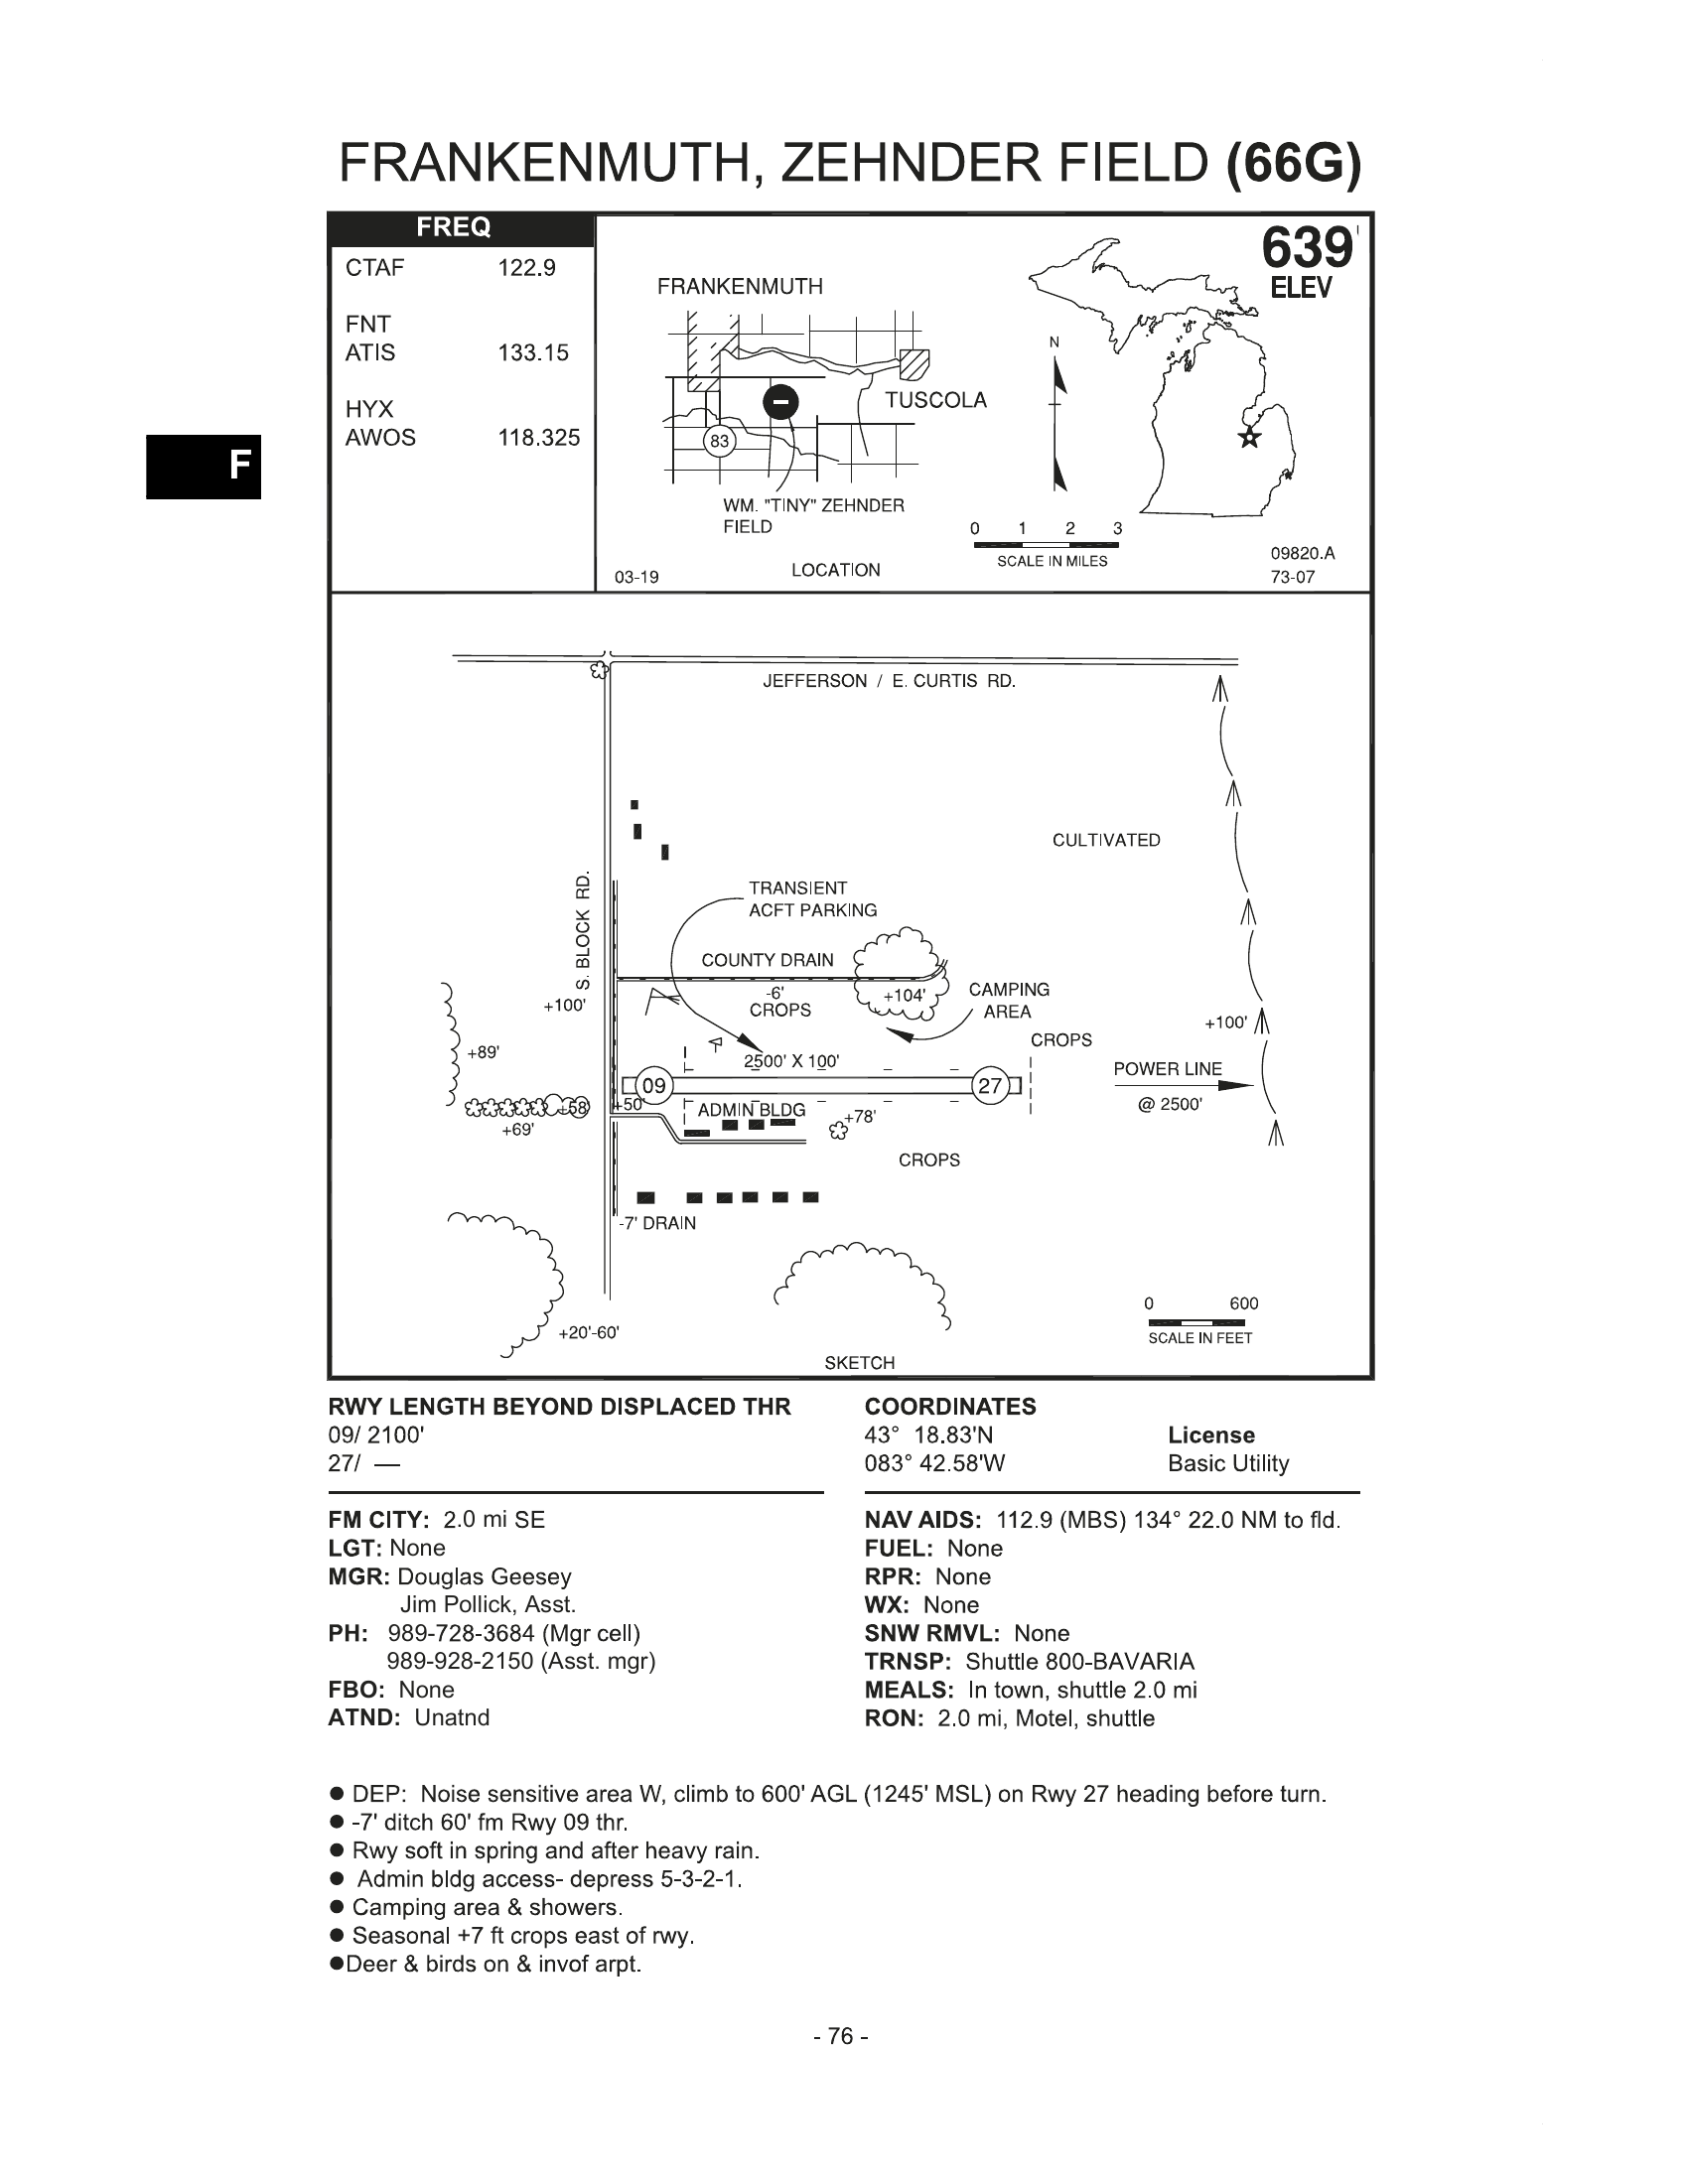 FRANKENMUTH, ZEHNDER FIELD (66G)
FREQ
CTAF 122.9
FNT
ATIS 133.15
HYX
AWOS 118.325
F
FRANKENMUTH
TUSCOLA
83
WM. "TINY" ZEHNDER
FIELD
LOCATION
03-19
N
0 1 2 3
SCALE IN MILES
639'
ELEV
09820.A
73-07
JEFFERSON / E. CURTIS RD.
CULTIVATED
S. BLOCK RD.
TRANSIENT
ACFT PARKING
COUNTY DRAIN
-6'
CROPS
+104'
CAMPING
AREA
+100'
+100'
CROPS
+89'
2500' X 100'
POWER LINE
@ 2500'
09
27
+58'
+50'
+69'
ADMIN BLDG
+78'
CROPS
-7' DRAIN
+20'-60'
0 600
SCALE IN FEET
SKETCH
RWY LENGTH BEYOND DISPLACED THR
09/ 2100'
27/ —
COORDINATES
43° 18.83'N
083° 42.58'W
License
Basic Utility
FM CITY: 2.0 mi SE
LGT: None
MGR: Douglas Geesey
Jim Pollick, Asst.
PH: 989-728-3684 (Mgr cell)
989-928-2150 (Asst. mgr)
FBO: None
ATND: Unatnd
NAV AIDS: 112.9 (MBS) 134° 22.0 NM to fld.
FUEL: None
RPR: None
WX: None
SNW RMVL: None
TRNSP: Shuttle 800-BAVARIA
MEALS: In town, shuttle 2.0 mi
RON: 2.0 mi, Motel, shuttle
● DEP: Noise sensitive area W, climb to 600' AGL (1245' MSL) on Rwy 27 heading before turn.
● -7' ditch 60' fm Rwy 09 thr.
● Rwy soft in spring and after heavy rain.
● Admin bldg access- depress 5-3-2-1.
● Camping area & showers.
● Seasonal +7 ft crops east of rwy.
●Deer & birds on & invof arpt.
- 76 -